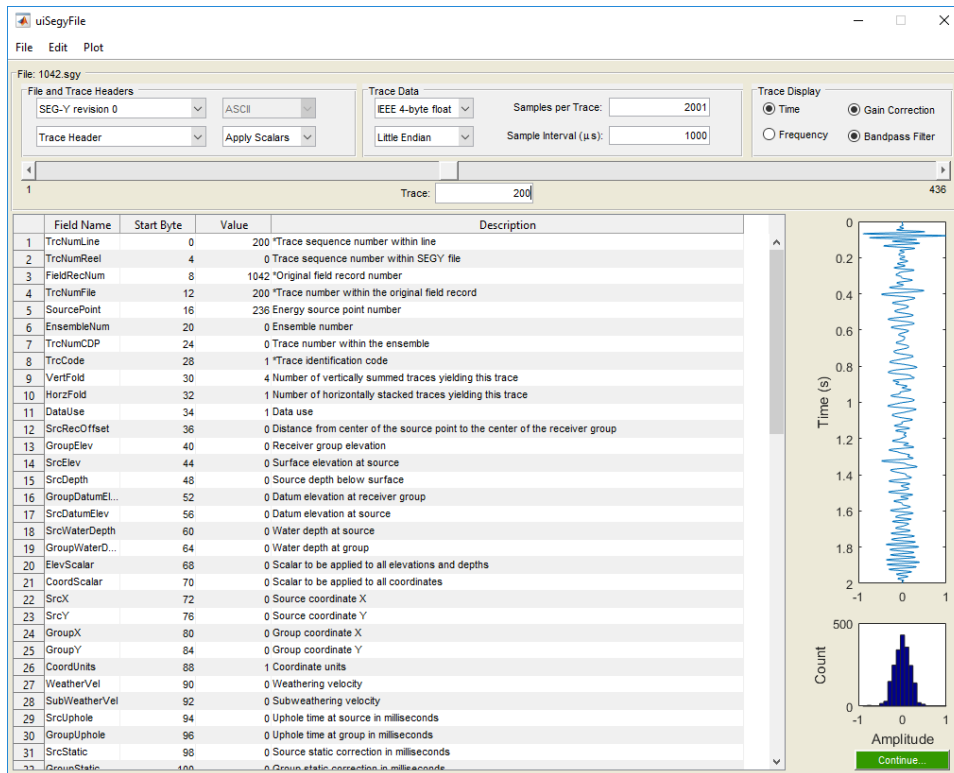 uiSegyFile
File Edit Plot
File: 1042.sgy
File and Trace Headers
SEG-Y revision 0
ASCII
Trace Header
Apply Scalars
Trace Data
IEEE 4-byte float
Samples per Trace: 2001
Little Endian
Sample Interval (μs): 1000
Trace Display
Time
Gain Correction
Frequency
Bandpass Filter
1
436
Trace: 200
Field Name Start Byte Value Description
1 TrcNumLine 0 200 *Trace sequence number within line
2 TrcNumReel 4 0 Trace sequence number within SEGY file
3 FieldRecNum 8 1042 *Original field record number
4 TrcNumFile 12 200 *Trace number within the original field record
5 SourcePoint 16 236 Energy source point number
6 EnsembleNum 20 0 Ensemble number
7 TrcNumCDP 24 0 Trace number within the ensemble
8 TrcCode 28 1 *Trace identification code
9 VertFold 30 4 Number of vertically summed traces yielding this trace
10 HorzFold 32 1 Number of horizontally stacked traces yielding this trace
11 DataUse 34 1 Data use
12 SrcRecOffset 36 0 Distance from center of the source point to the center of the receiver group
13 GroupElev 40 0 Receiver group elevation
14 SrcElev 44 0 Surface elevation at source
15 SrcDepth 48 0 Source depth below surface
16 GroupDatumEl... 52 0 Datum elevation at receiver group
17 SrcDatumElev 56 0 Datum elevation at source
18 SrcWaterDepth 60 0 Water depth at source
19 GroupWaterD... 64 0 Water depth at group
20 ElevScalar 68 0 Scalar to be applied to all elevations and depths
21 CoordScalar 70 0 Scalar to be applied to all coordinates
22 SrcX 72 0 Source coordinate X
23 SrcY 76 0 Source coordinate Y
24 GroupX 80 0 Group coordinate X
25 GroupY 84 0 Group coordinate Y
26 CoordUnits 88 1 Coordinate units
27 WeatherVel 90 0 Weathering velocity
28 SubWeatherVel 92 0 Subweathering velocity
29 SrcUphole 94 0 Uphole time at source in milliseconds
30 GroupUphole 96 0 Uphole time at group in milliseconds
31 SrcStatic 98 0 Source static correction in milliseconds
32 GroupStatic 100 0 Group static correction in milliseconds
0
0.2
0.4
0.6
0.8
1
1.2
1.4
1.6
1.8
2
Time (s)
-1 0 1
500
0
Count
-1 0 1
Amplitude
Continue...